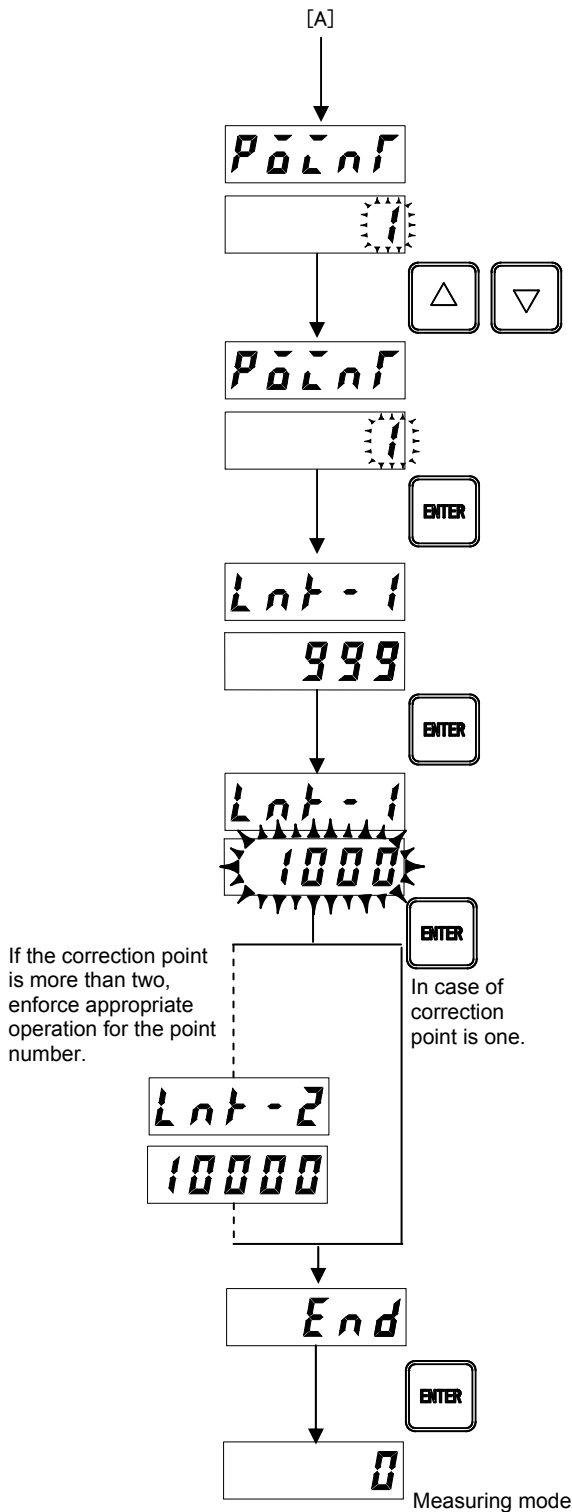 [A]
PoinT
1
△ ▽
PoinT
1
ENTER
Lnt-1
999
ENTER
Lnt-1
1000
ENTER
If the correction point
is more than two,
enforce appropriate
operation for the point
number.
In case of
correction
point is one.
Lnt-2
10000
End
ENTER
0
Measuring mode